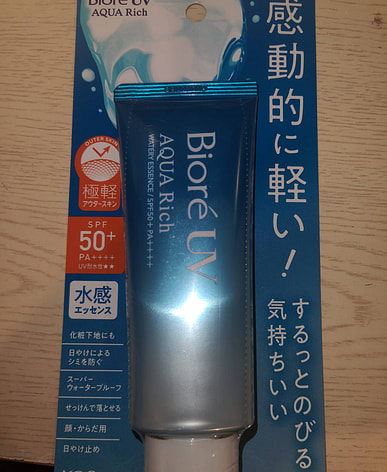 Bioré UV
AQUA Rich
感動的に軽い!
するっとのびる
気持ちいい
OUTER SKIN
極軽
アウタースキン
SPF
50+
PA++++
UV耐水性★★
水感
エッセンス
化粧下地にも
日やけによる
シミを防ぐ
スーパー
ウォータープルーフ
せっけんで落とせる
顔・からだ用
日やけ止め
Bioré UV
AQUA Rich
WATERY ESSENCE / SPF50+ PA++++